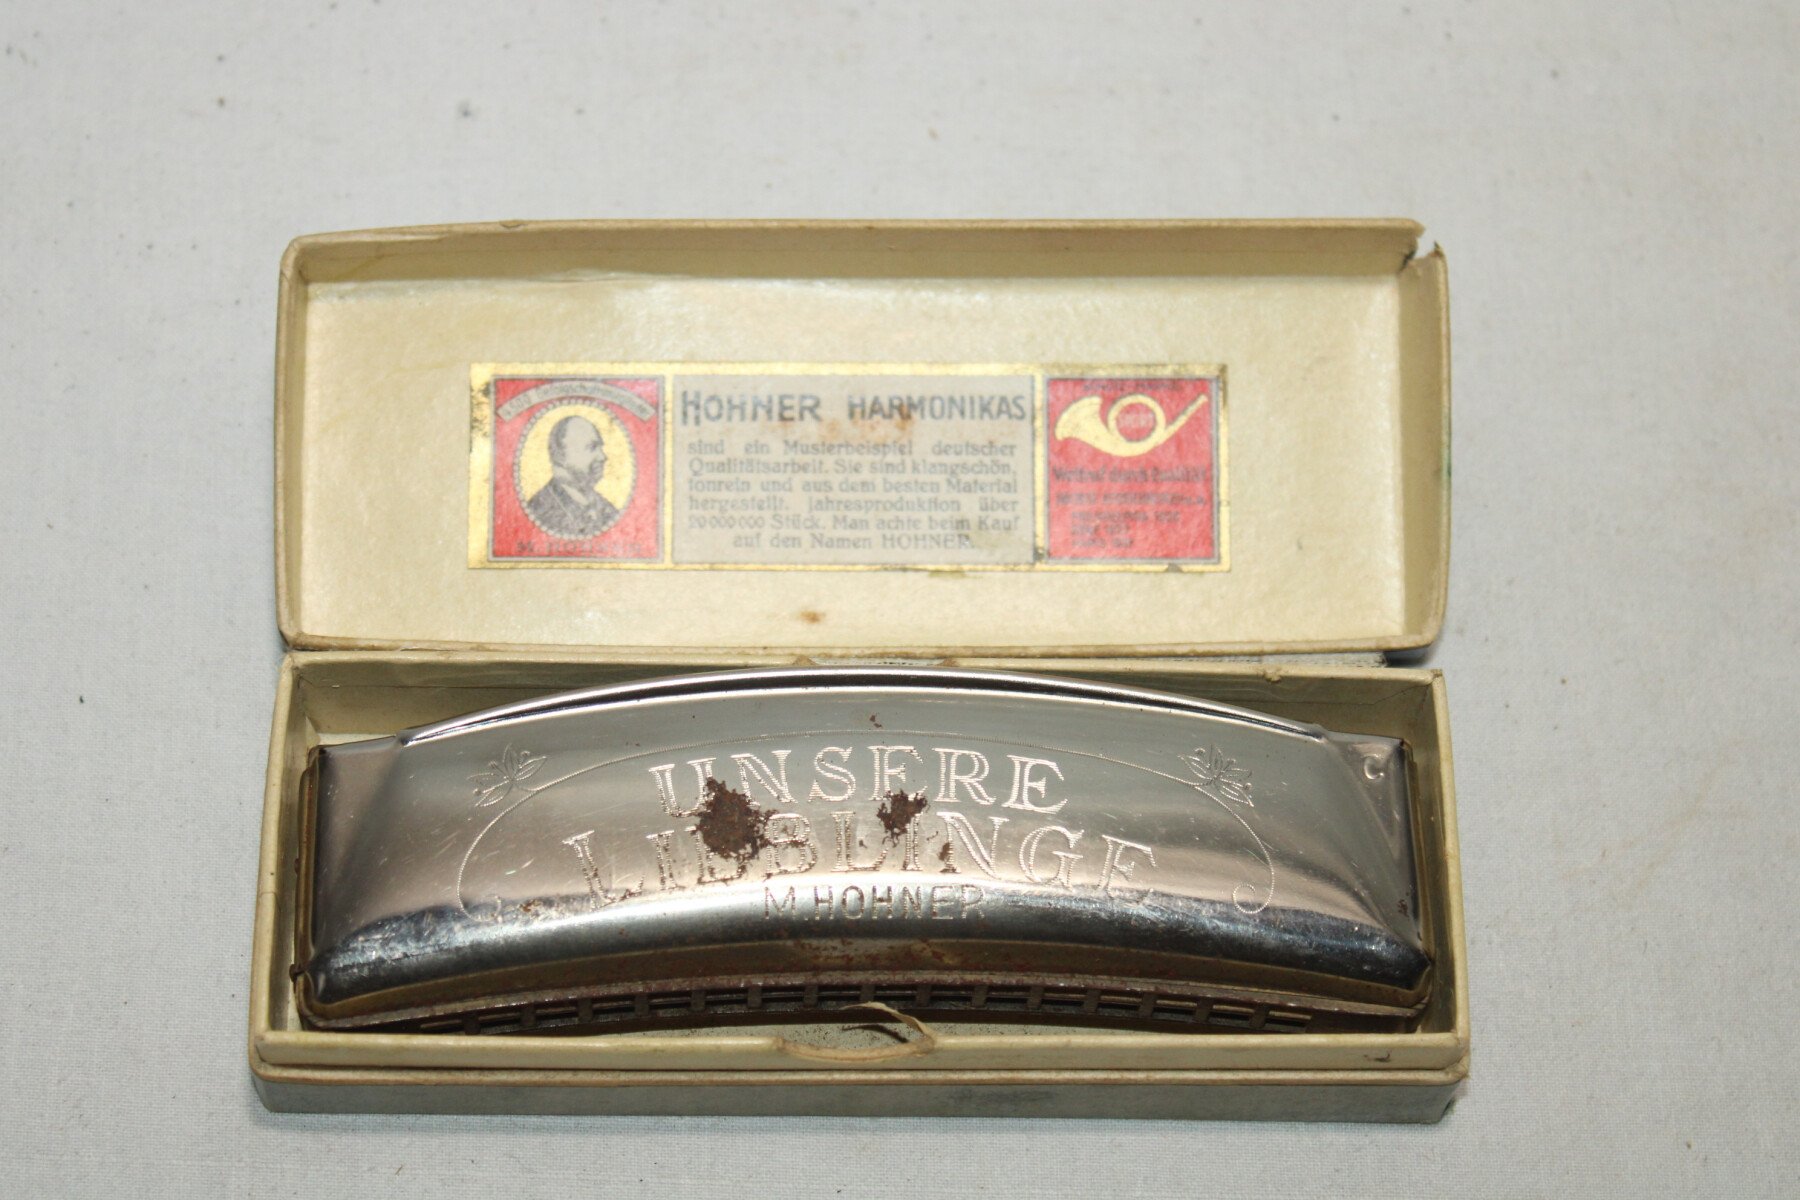 HOHNER HARMONIKAS
sind ein Musterbeispiel deutscher
Qualitätsarbeit. Sie sind klangschön,
tonrein und aus dem besten Material
hergestellt. Jahresproduktion über
20 000 000 Stück. Man achte beim Kauf
auf den Namen HOHNER.
M. HOHNER
UNSERE
LIEBLINGE
M. HOHNER
C